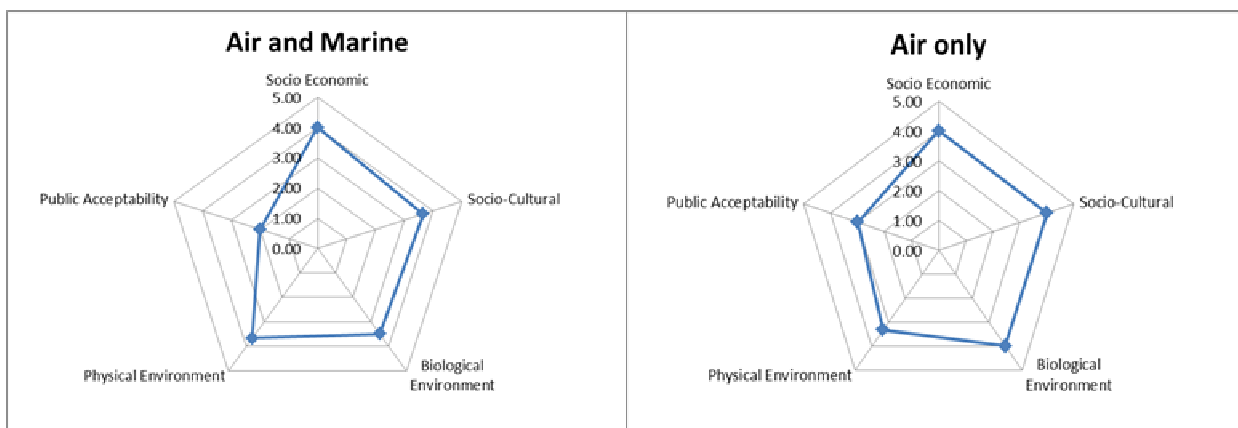 Air and Marine
Socio Economic
5.00
4.00
3.00
2.00
1.00
0.00
Public Acceptability
Socio-Cultural
Physical Environment
Biological
Environment
Air only
Socio Economic
5.00
4.00
3.00
2.00
1.00
0.00
Public Acceptability
Socio-Cultural
Physical Environment
Biological
Environment